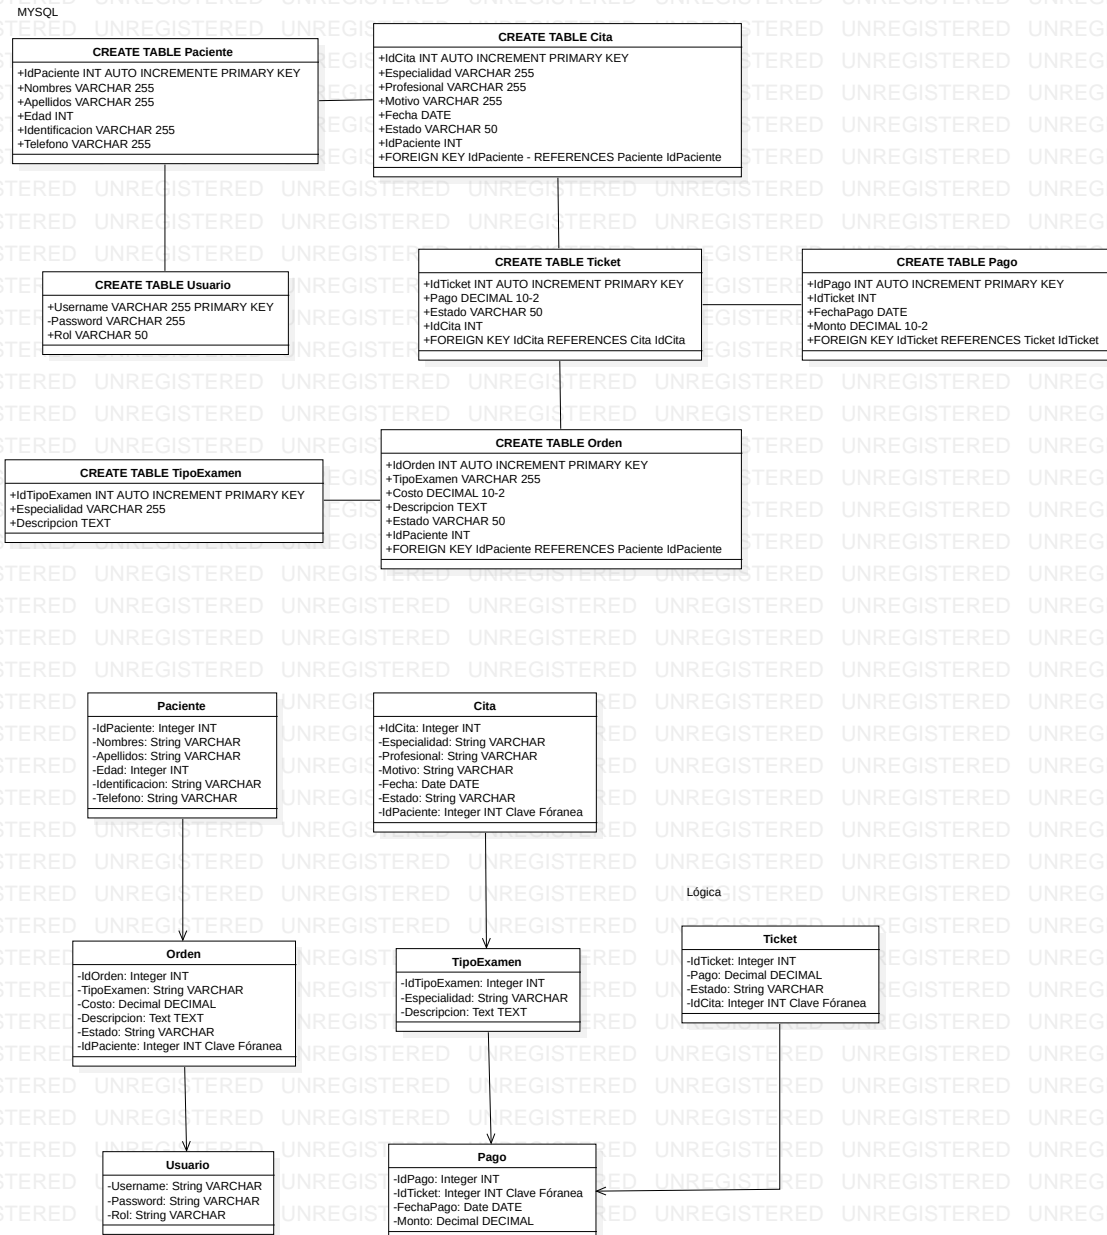 MYSQL
CREATE TABLE Paciente
+IdPaciente INT AUTO INCREMENTE PRIMARY KEY
+Nombres VARCHAR 255
+Apellidos VARCHAR 255
+Edad INT
+Identificacion VARCHAR 255
+Telefono VARCHAR 255
CREATE TABLE Cita
+IdCita INT AUTO INCREMENT PRIMARY KEY
+Especialidad VARCHAR 255
+Profesional VARCHAR 255
+Motivo VARCHAR 255
+Fecha DATE
+Estado VARCHAR 50
+IdPaciente INT
+FOREIGN KEY IdPaciente - REFERENCES Paciente IdPaciente
CREATE TABLE Usuario
+Username VARCHAR 255 PRIMARY KEY
-Password VARCHAR 255
+Rol VARCHAR 50
CREATE TABLE Ticket
+IdTicket INT AUTO INCREMENT PRIMARY KEY
+Pago DECIMAL 10-2
+Estado VARCHAR 50
+IdCita INT
+FOREIGN KEY IdCita REFERENCES Cita IdCita
CREATE TABLE Pago
+IdPago INT AUTO INCREMENT PRIMARY KEY
+IdTicket INT
+FechaPago DATE
+Monto DECIMAL 10-2
+FOREIGN KEY IdTicket REFERENCES Ticket IdTicket
CREATE TABLE TipoExamen
+IdTipoExamen INT AUTO INCREMENT PRIMARY KEY
+Especialidad VARCHAR 255
+Descripcion TEXT
CREATE TABLE Orden
+IdOrden INT AUTO INCREMENT PRIMARY KEY
+TipoExamen VARCHAR 255
+Costo DECIMAL 10-2
+Descripcion TEXT
+Estado VARCHAR 50
+IdPaciente INT
+FOREIGN KEY IdPaciente REFERENCES Paciente IdPaciente
Paciente
-IdPaciente: Integer INT
-Nombres: String VARCHAR
-Apellidos: String VARCHAR
-Edad: Integer INT
-Identificacion: String VARCHAR
-Telefono: String VARCHAR
Cita
+IdCita: Integer INT
-Especialidad: String VARCHAR
-Profesional: String VARCHAR
-Motivo: String VARCHAR
-Fecha: Date DATE
-Estado: String VARCHAR
-IdPaciente: Integer INT Clave Fóranea
Lógica
Orden
-IdOrden: Integer INT
-TipoExamen: String VARCHAR
-Costo: Decimal DECIMAL
-Descripcion: Text TEXT
-Estado: String VARCHAR
-IdPaciente: Integer INT Clave Fóranea
TipoExamen
-IdTipoExamen: Integer INT
-Especialidad: String VARCHAR
-Descripcion: Text TEXT
Ticket
-IdTicket: Integer INT
-Pago: Decimal DECIMAL
-Estado: String VARCHAR
-IdCita: Integer INT Clave Fóranea
Usuario
-Username: String VARCHAR
-Password: String VARCHAR
-Rol: String VARCHAR
Pago
-IdPago: Integer INT
-IdTicket: Integer INT Clave Fóranea
-FechaPago: Date DATE
-Monto: Decimal DECIMAL
UNREGISTERED